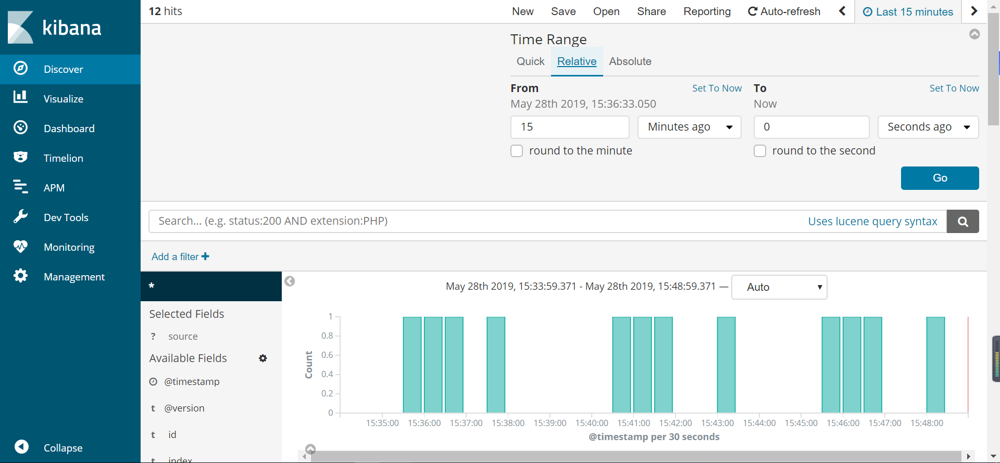 kibana
Discover
Visualize
Dashboard
Timelion
APM
Dev Tools
Monitoring
Management
Collapse
12 hits
New Save Open Share Reporting Auto-refresh Last 15 minutes
Time Range
Quick Relative Absolute
From Set To Now To Set To Now
May 28th 2019, 15:36:33.050 Now
15 Minutes ago 0 Seconds ago
round to the minute round to the second
Go
Search... (e.g. status:200 AND extension:PHP) Uses lucene query syntax
Add a filter
*
Selected Fields
? source
Available Fields
@timestamp
t @version
t id
t index
May 28th 2019, 15:33:59.371 - May 28th 2019, 15:48:59.371 — Auto
Count
1
0.8
0.6
0.4
0.2
0
15:35:00 15:36:00 15:37:00 15:38:00 15:39:00 15:40:00 15:41:00 15:42:00 15:43:00 15:44:00 15:45:00 15:46:00 15:47:00 15:48:00
@timestamp per 30 seconds